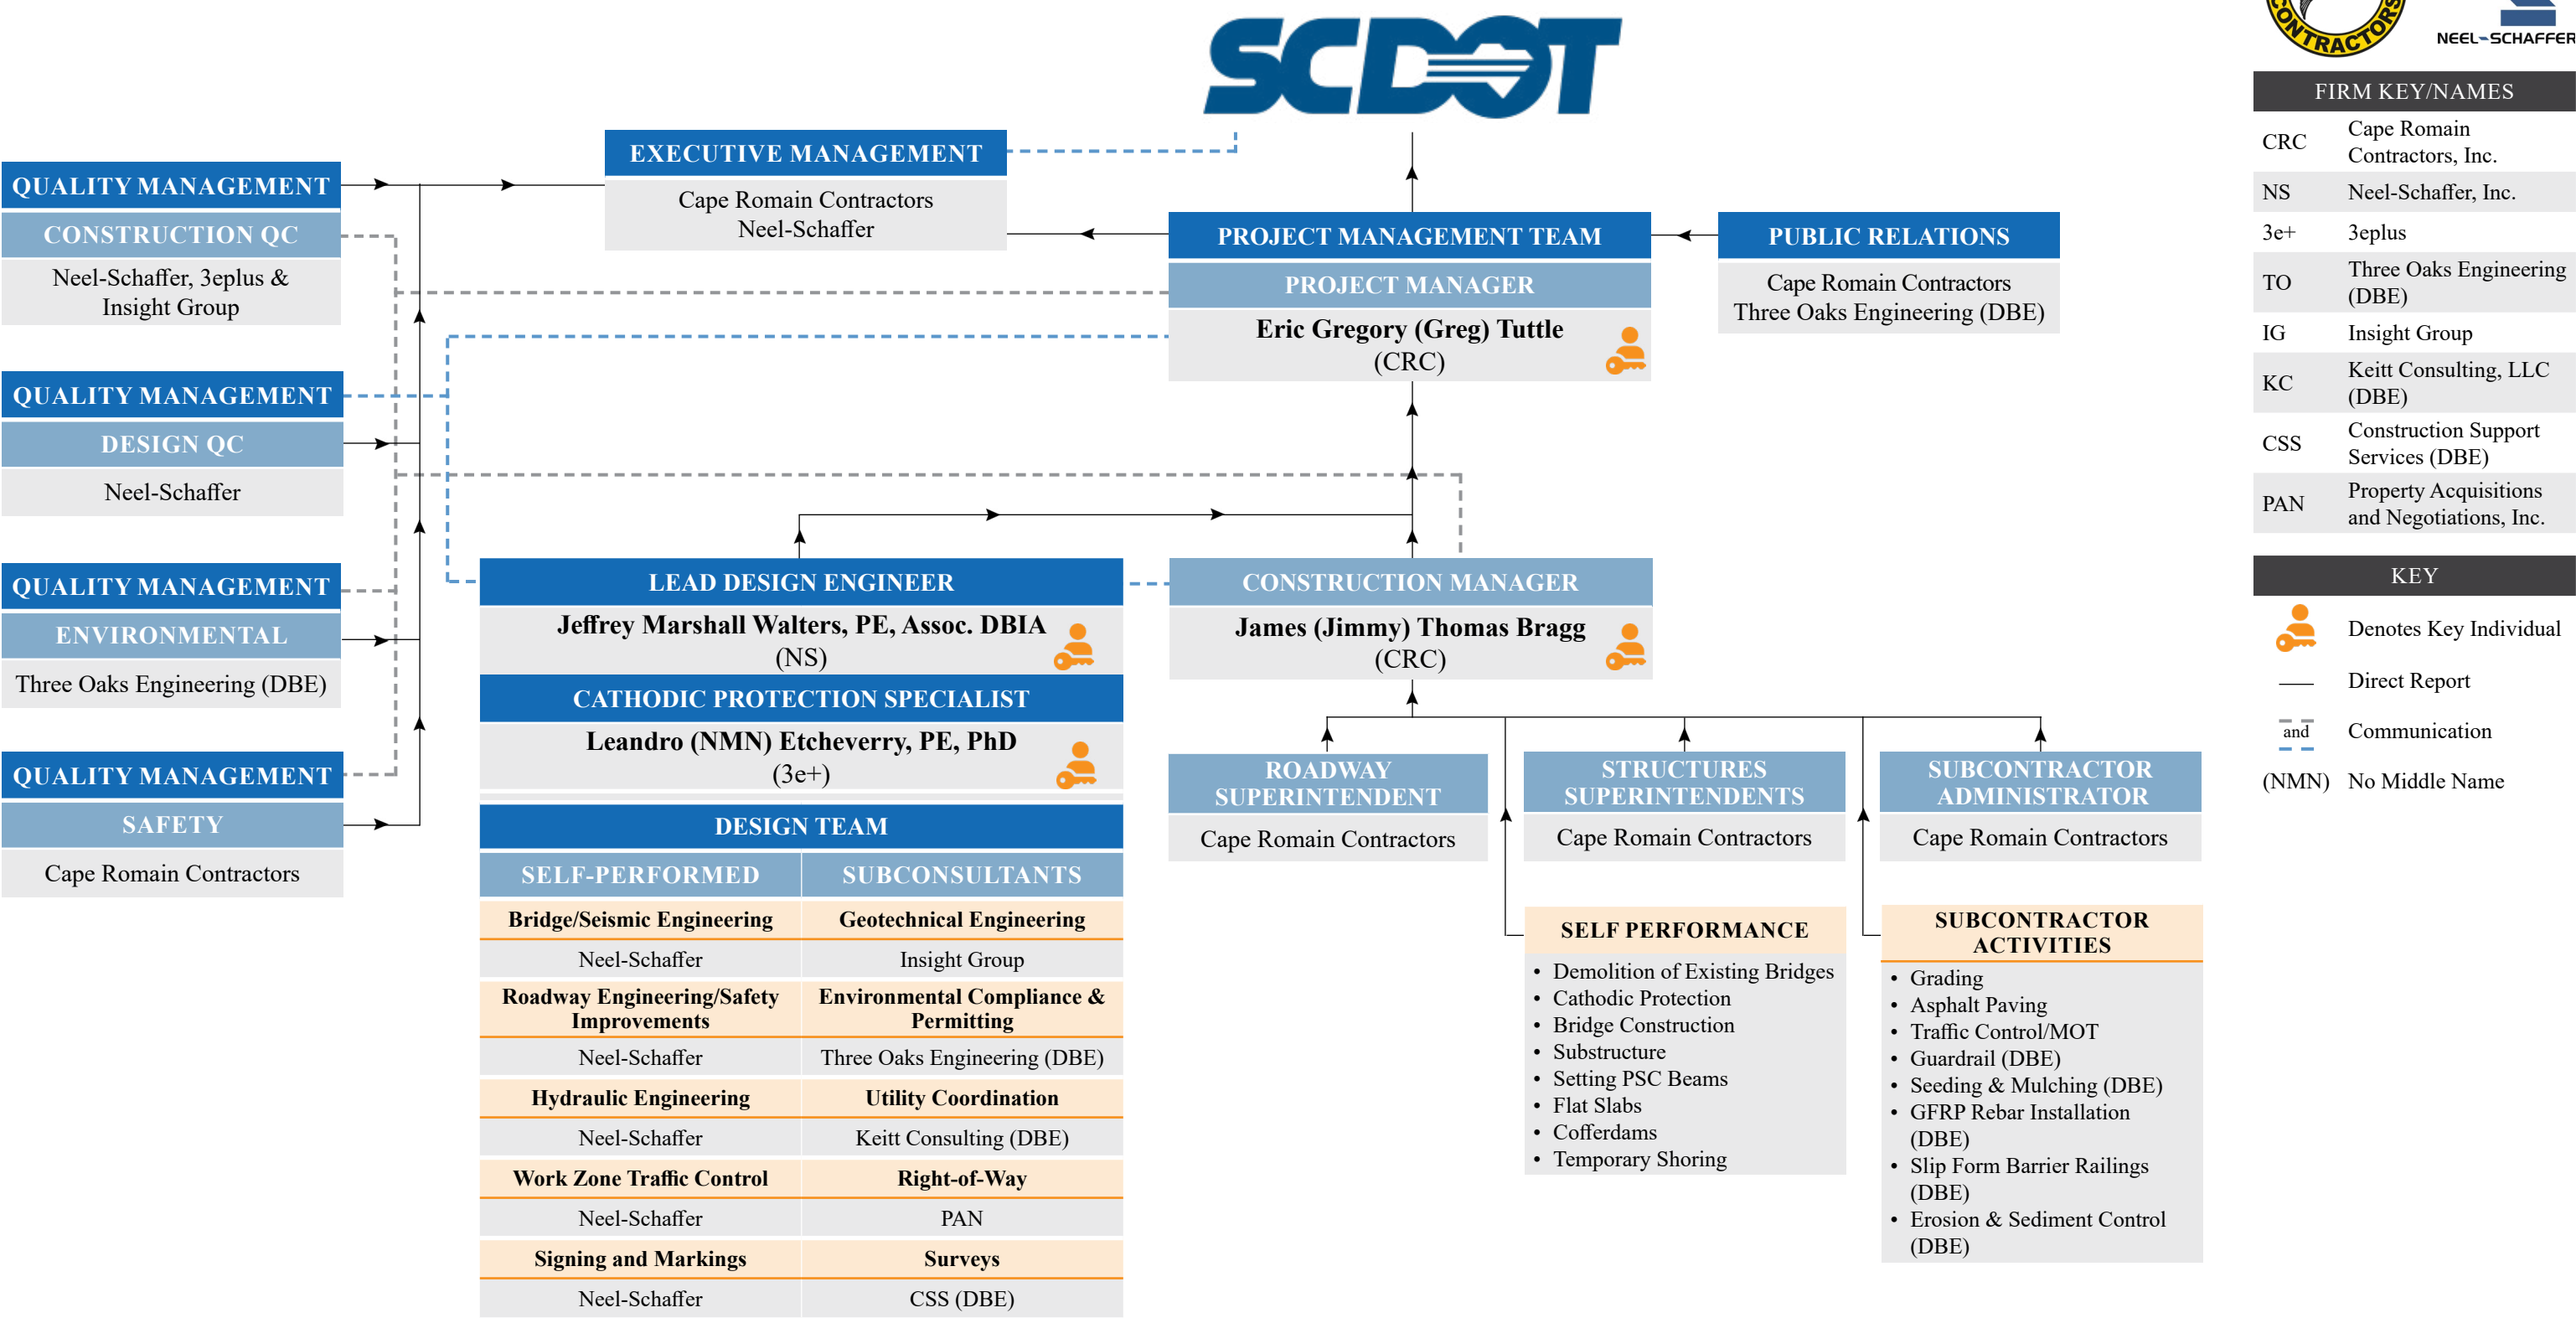 SCDOT
CONTRACTORS
NEEL-SCHAFFER
EXECUTIVE MANAGEMENT
Cape Romain Contractors
Neel-Schaffer
QUALITY MANAGEMENT
CONSTRUCTION QC
Neel-Schaffer, 3eplus &
Insight Group
QUALITY MANAGEMENT
DESIGN QC
Neel-Schaffer
QUALITY MANAGEMENT
ENVIRONMENTAL
Three Oaks Engineering (DBE)
QUALITY MANAGEMENT
SAFETY
Cape Romain Contractors
PROJECT MANAGEMENT TEAM
PROJECT MANAGER
Eric Gregory (Greg) Tuttle
(CRC)
PUBLIC RELATIONS
Cape Romain Contractors
Three Oaks Engineering (DBE)
LEAD DESIGN ENGINEER
Jeffrey Marshall Walters, PE, Assoc. DBIA
(NS)
CATHODIC PROTECTION SPECIALIST
Leandro (NMN) Etcheverry, PE, PhD
(3e+)
DESIGN TEAM
SELF-PERFORMED
SUBCONSULTANTS
Bridge/Seismic Engineering
Geotechnical Engineering
Neel-Schaffer
Insight Group
Roadway Engineering/Safety
Improvements
Environmental Compliance &
Permitting
Neel-Schaffer
Three Oaks Engineering (DBE)
Hydraulic Engineering
Utility Coordination
Neel-Schaffer
Keitt Consulting (DBE)
Work Zone Traffic Control
Right-of-Way
Neel-Schaffer
PAN
Signing and Markings
Surveys
Neel-Schaffer
CSS (DBE)
CONSTRUCTION MANAGER
James (Jimmy) Thomas Bragg
(CRC)
ROADWAY
SUPERINTENDENT
Cape Romain Contractors
STRUCTURES
SUPERINTENDENTS
Cape Romain Contractors
SUBCONTRACTOR
ADMINISTRATOR
Cape Romain Contractors
SELF PERFORMANCE
• Demolition of Existing Bridges
• Cathodic Protection
• Bridge Construction
• Substructure
• Setting PSC Beams
• Flat Slabs
• Cofferdams
• Temporary Shoring
SUBCONTRACTOR
ACTIVITIES
• Grading
• Asphalt Paving
• Traffic Control/MOT
• Guardrail (DBE)
• Seeding & Mulching (DBE)
• GFRP Rebar Installation
(DBE)
• Slip Form Barrier Railings
(DBE)
• Erosion & Sediment Control
(DBE)
FIRM KEY/NAMES
CRC Cape Romain
Contractors, Inc.
NS Neel-Schaffer, Inc.
3e+ 3eplus
TO Three Oaks Engineering
(DBE)
IG Insight Group
KC Keitt Consulting, LLC
(DBE)
CSS Construction Support
Services (DBE)
PAN Property Acquisitions
and Negotiations, Inc.
KEY
Denotes Key Individual
Direct Report
and Communication
(NMN) No Middle Name